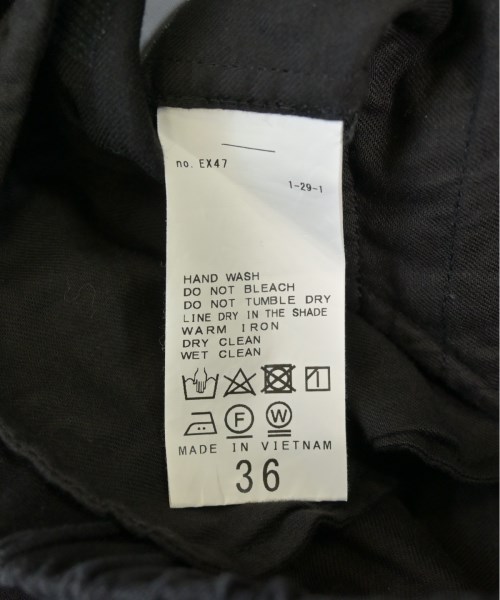 no. EX47
1-29-1
HAND WASH
DO NOT BLEACH
DO NOT TUMBLE DRY
LINE DRY IN THE SHADE
WARM IRON
DRY CLEAN
WET CLEAN
F W
MADE IN VIETNAM
36